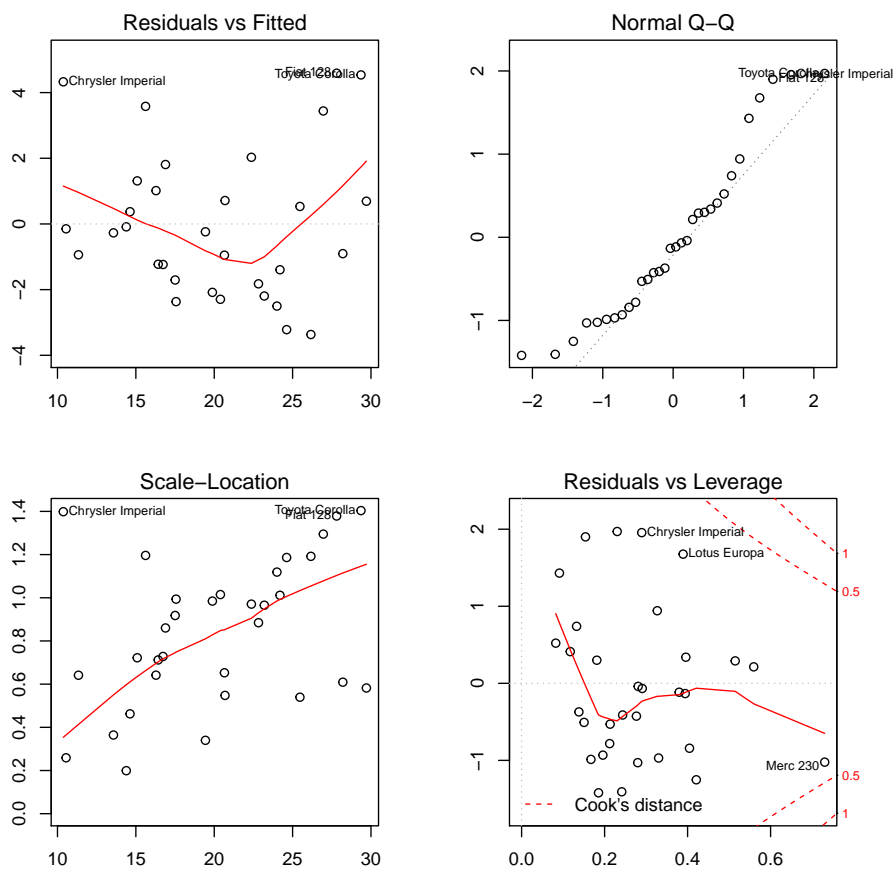 Residuals vs Fitted
Chrysler Imperial
Fiat 128
Toyota Corolla
4
2
0
−2
−4
10 15 20 25 30
Normal Q−Q
Toyota Corolla
Chrysler Imperial
Fiat 128
2
1
0
−1
−2 −1 0 1 2
Scale−Location
Chrysler Imperial
Toyota Corolla
Fiat 128
1.4
1.2
1.0
0.8
0.6
0.4
0.2
0.0
10 15 20 25 30
Residuals vs Leverage
Chrysler Imperial
Lotus Europa
Merc 230
Cook's distance
2
1
0
−1
1
0.5
0.5
1
0.0 0.2 0.4 0.6